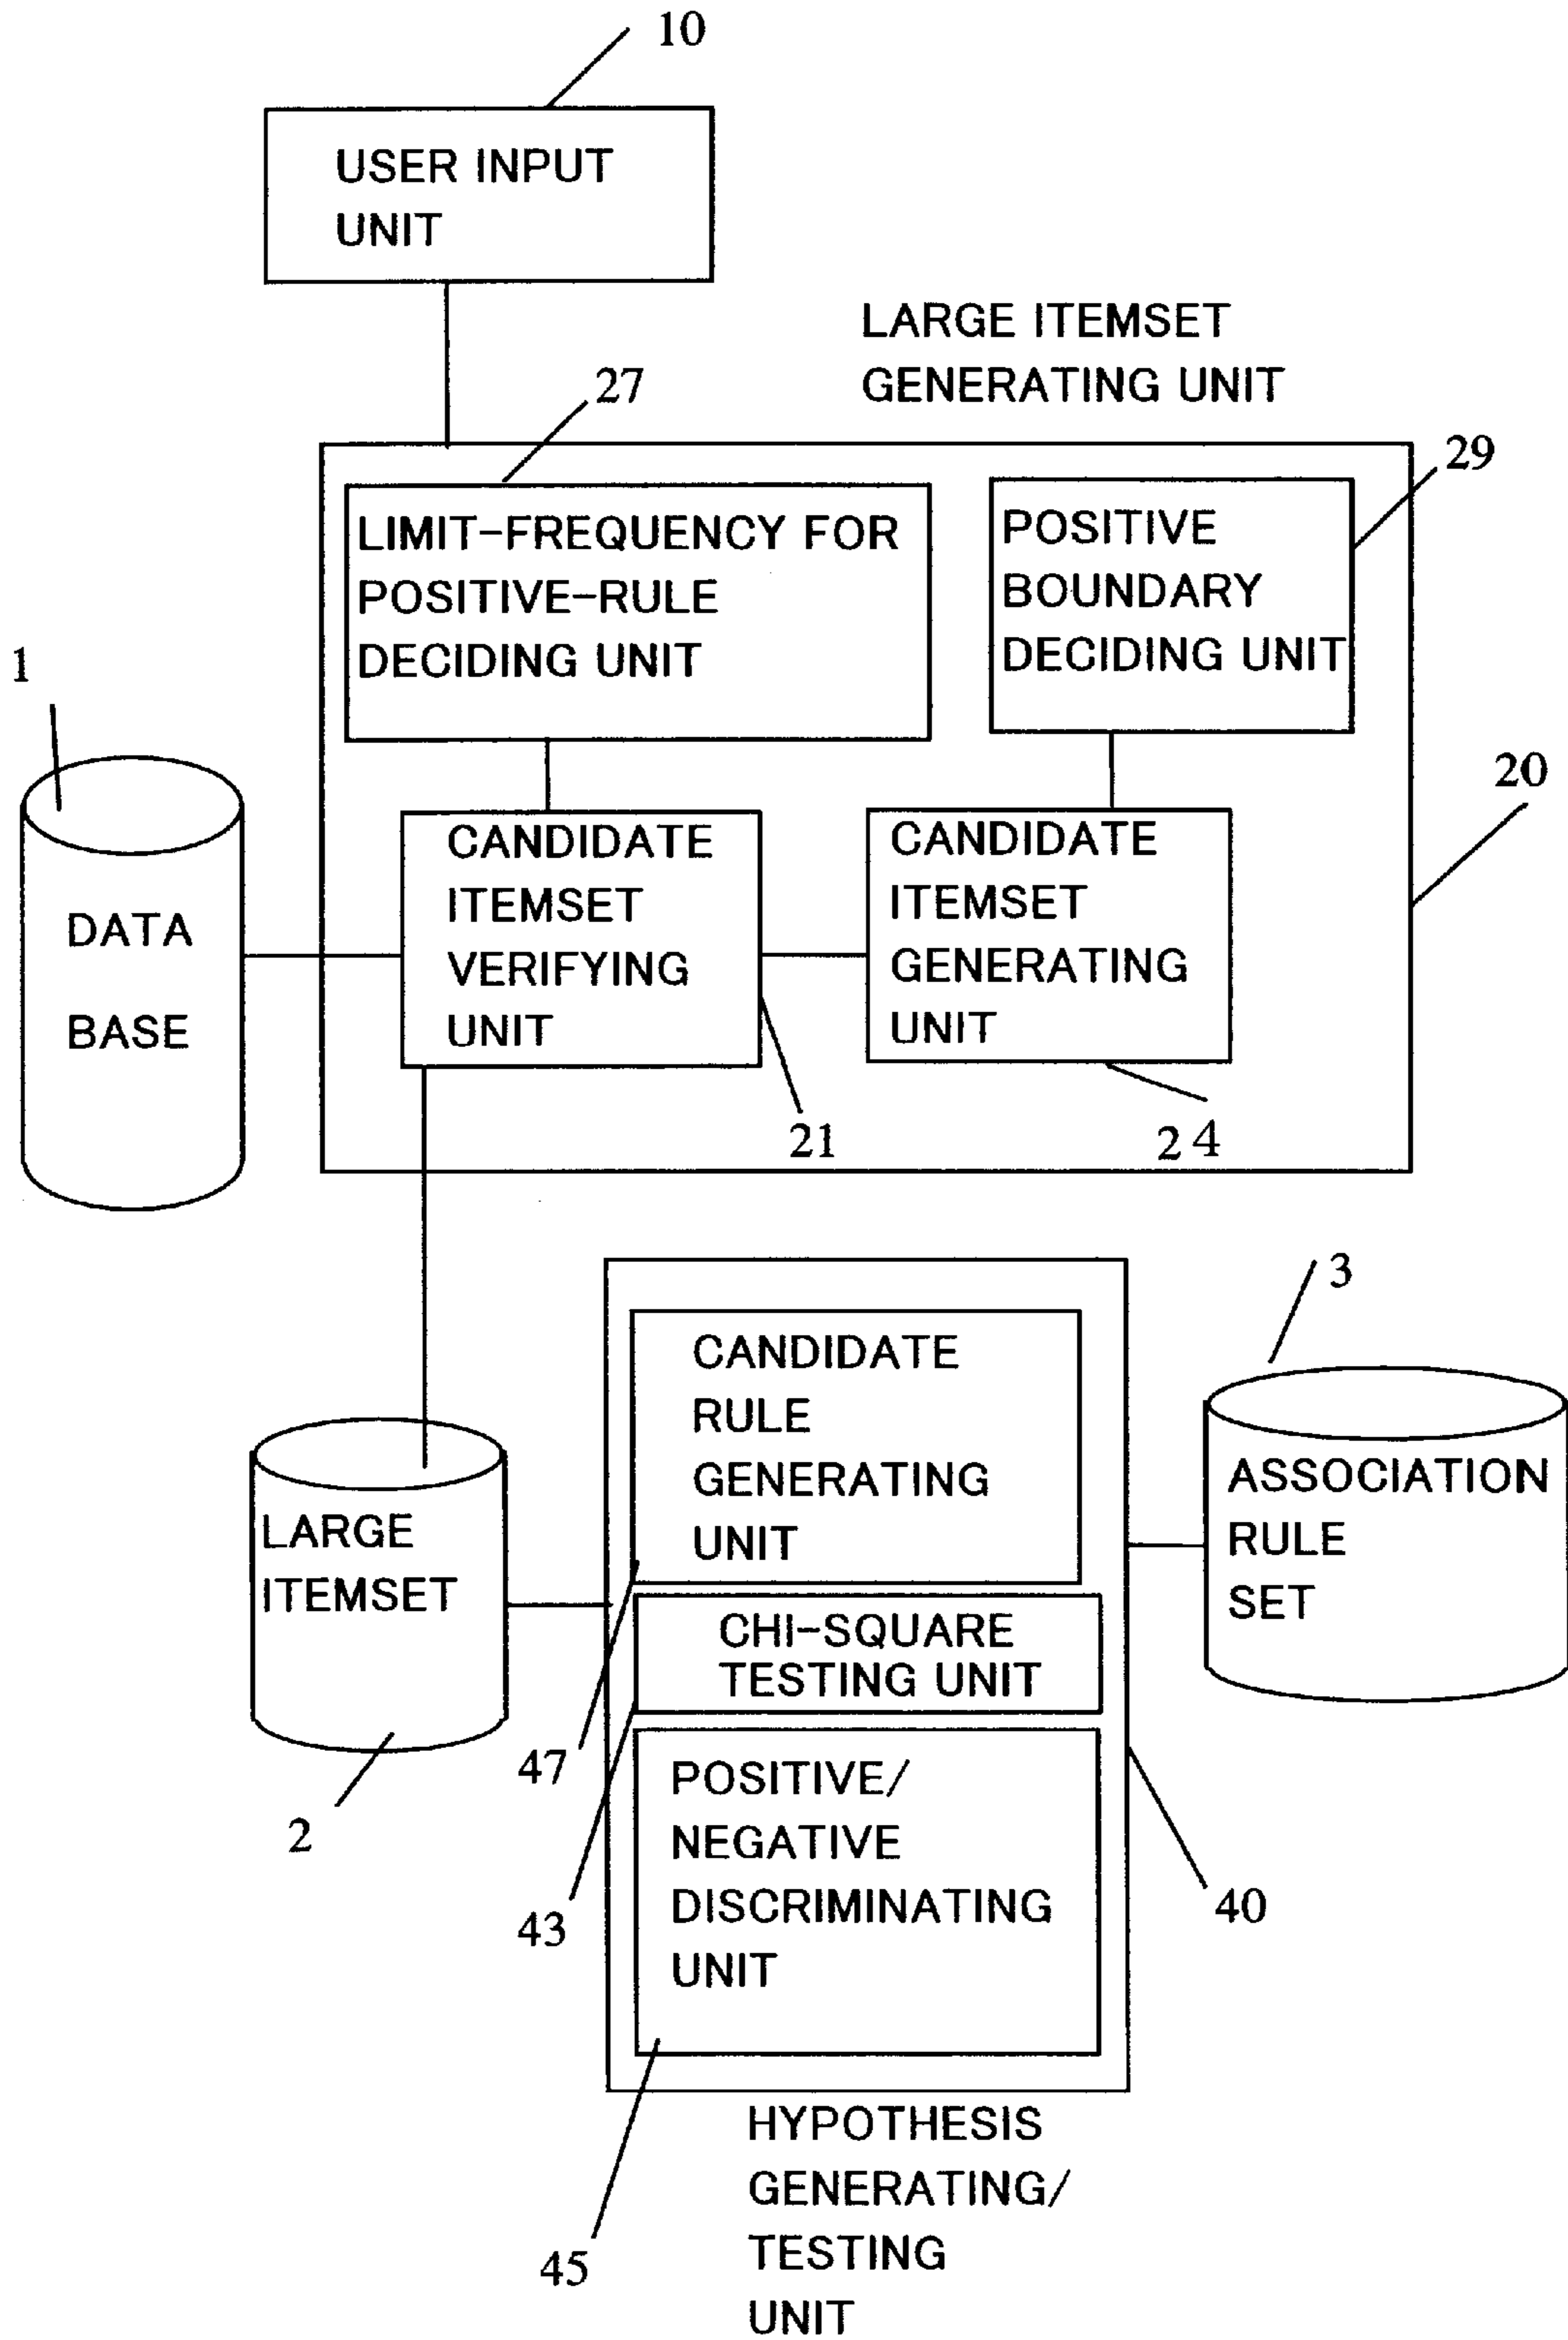 10
USER INPUT
UNIT
LARGE ITEMSET
GENERATING UNIT
27
29
LIMIT-FREQUENCY FOR
POSITIVE-RULE
DECIDING UNIT
POSITIVE
BOUNDARY
DECIDING UNIT
1
20
DATA
BASE
CANDIDATE
ITEMSET
VERIFYING
UNIT
CANDIDATE
ITEMSET
GENERATING
UNIT
21
24
3
CANDIDATE
RULE
GENERATING
UNIT
ASSOCIATION
RULE
SET
LARGE
ITEMSET
CHI-SQUARE
TESTING UNIT
47
2
POSITIVE/
NEGATIVE
DISCRIMINATING
UNIT
43
40
45
HYPOTHESIS
GENERATING/
TESTING
UNIT